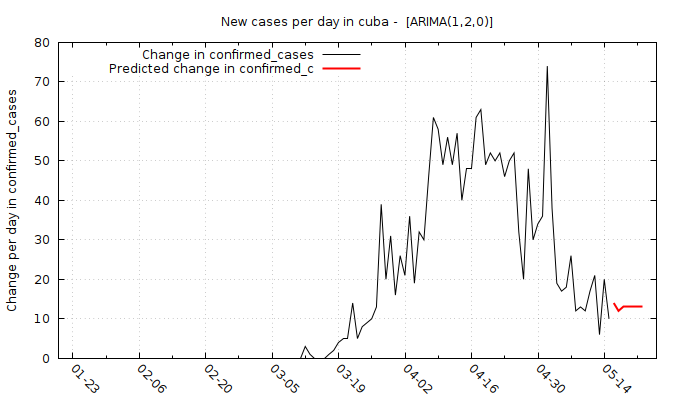 New cases per day in cuba -  [ARIMA(1,2,0)]
Change in confirmed_cases
Predicted change in confirmed_c
Change per day in confirmed_cases
80
70
60
50
40
30
20
10
0
01-23 02-06 02-20 03-05 03-19 04-02 04-16 04-30 05-14